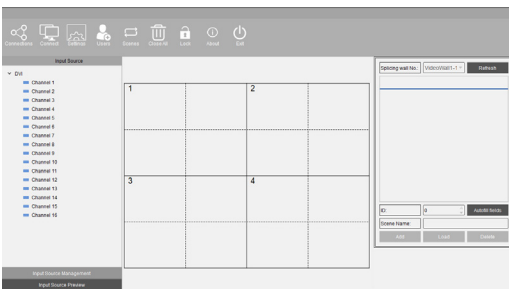 Connections Connect Settings Users Scenes Close All Lock About Exit
Input Source
DVI
Channel 1
Channel 2
Channel 3
Channel 4
Channel 5
Channel 6
Channel 7
Channel 8
Channel 9
Channel 10
Channel 11
Channel 12
Channel 13
Channel 14
Channel 15
Channel 16
Input Source Management
Input Source Preview
1 2
3 4
Splicing wall No. VideoWall1-1 Refresh
ID: 0 Autofill fields
Scene Name
Add Load Delete